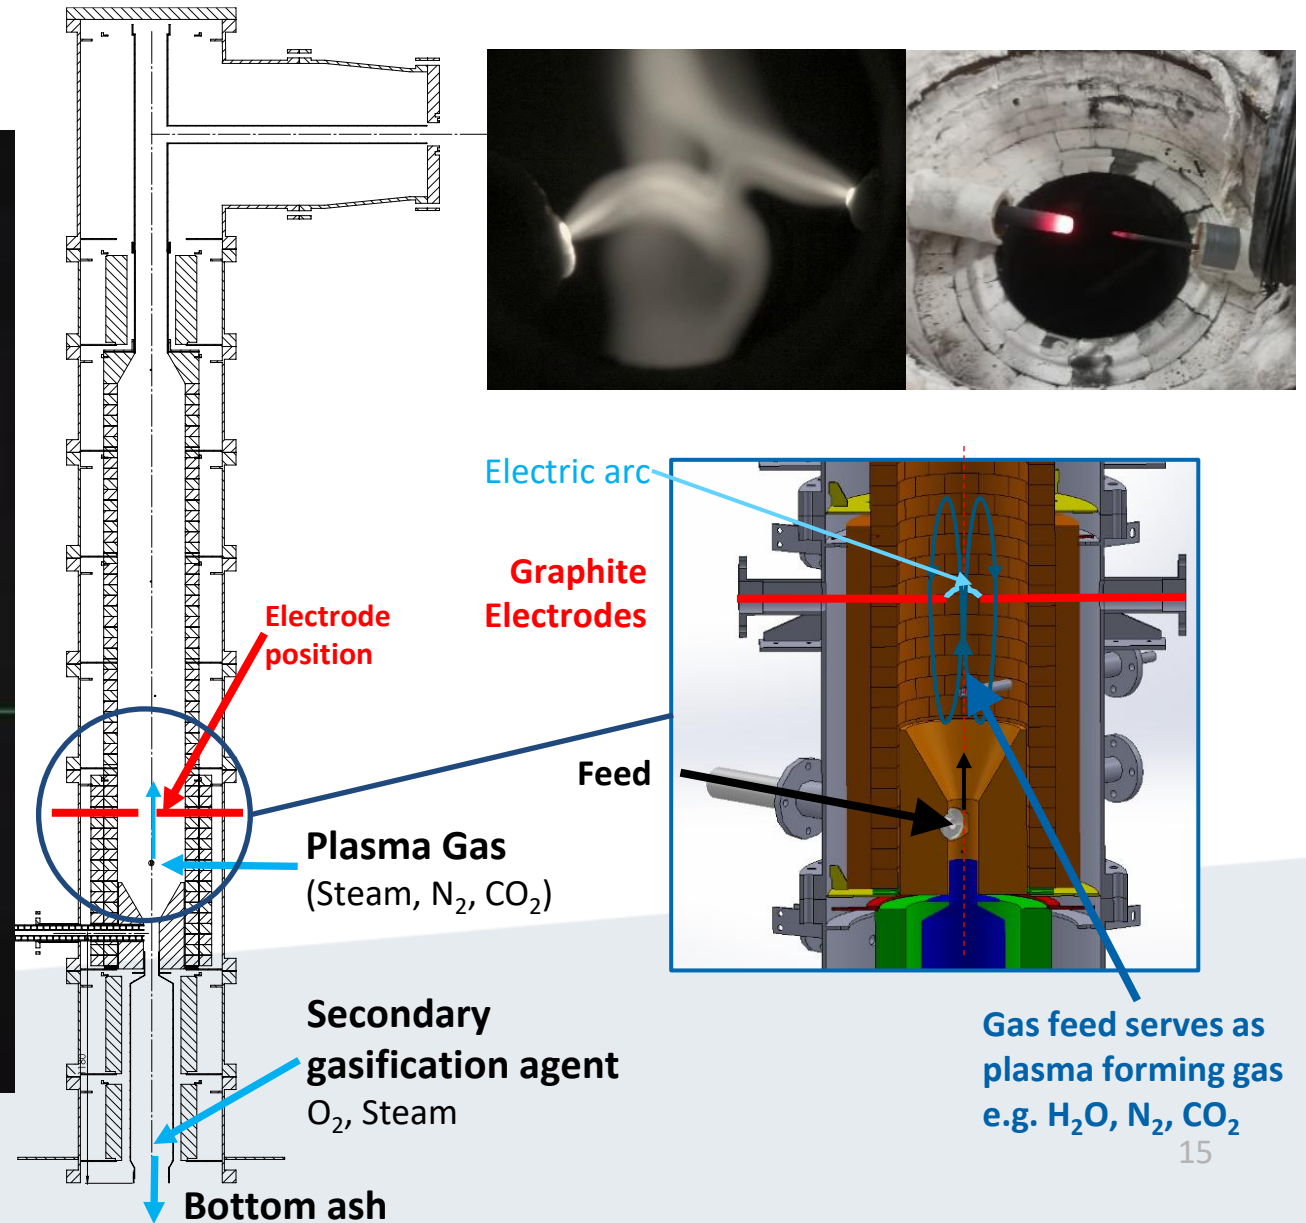 Electric arc
Graphite
Electrodes
Electrode
position
Feed
Plasma Gas
(Steam, N₂, CO₂)
Secondary
gasification agent
O₂, Steam
Gas feed serves as
plasma forming gas
e.g. H₂O, N₂, CO₂
15
Bottom ash